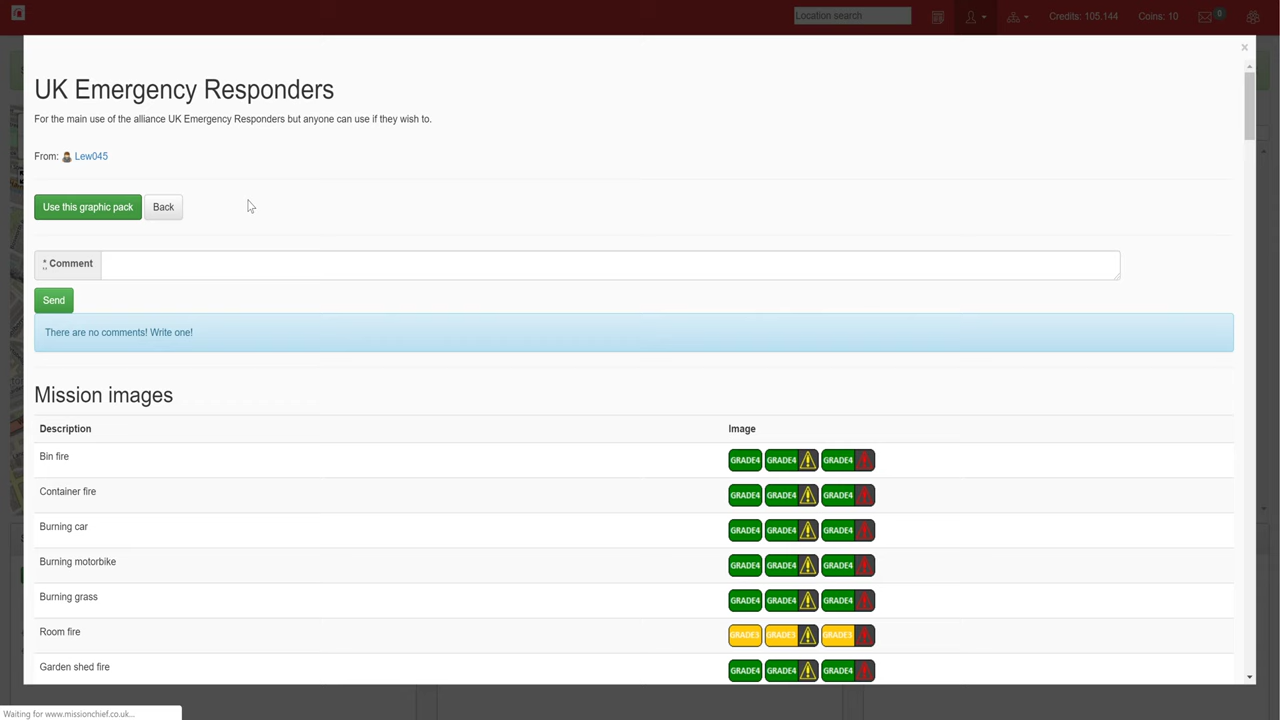 Location search
Credits: 105.144
Coins: 10
0
×
UK Emergency Responders
For the main use of the alliance UK Emergency Responders but anyone can use if they wish to.
From: Lew045
Use this graphic pack
Back
* Comment
Send
There are no comments! Write one!
Mission images
Description Image
Bin fire GRADE4 GRADE4 GRADE4
Container fire GRADE4 GRADE4 GRADE4
Burning car GRADE4 GRADE4 GRADE4
Burning motorbike GRADE4 GRADE4 GRADE4
Burning grass GRADE4 GRADE4 GRADE4
Room fire GRADE3 GRADE3 GRADE3
Garden shed fire GRADE4 GRADE4 GRADE4
Waiting for www.missionchief.co.uk...